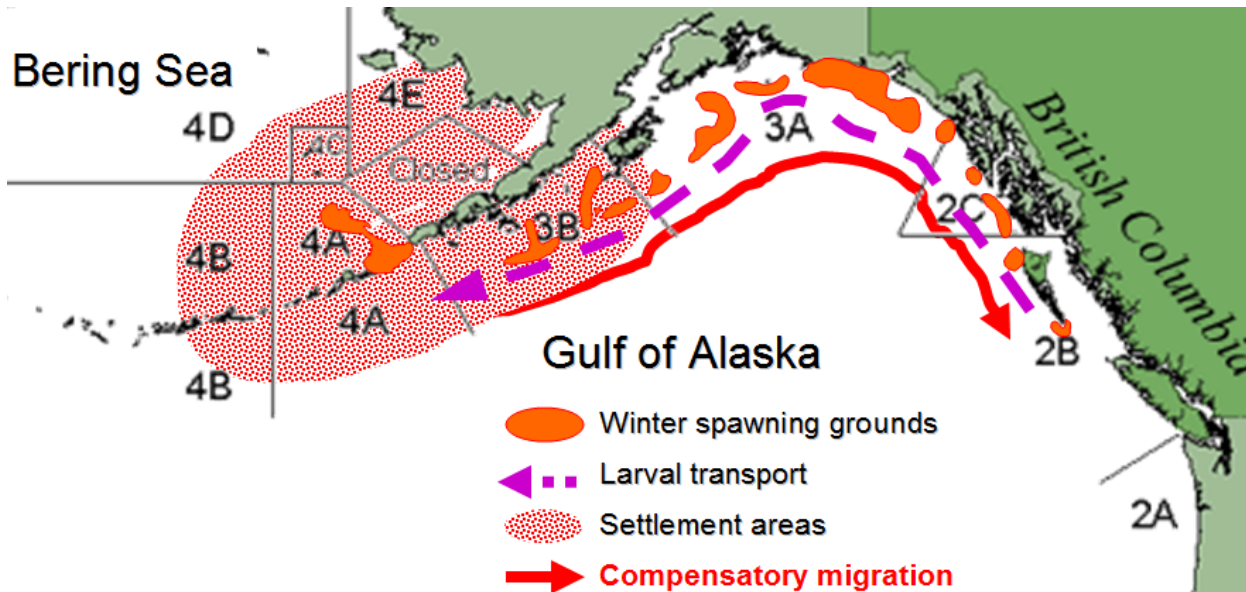 Bering Sea
4D
4E
4C
Closed
4B
4A
3B
3A
2C
4A
4B
2B
2A
British Columbia
Gulf of Alaska
Winter spawning grounds
Larval transport
Settlement areas
Compensatory migration